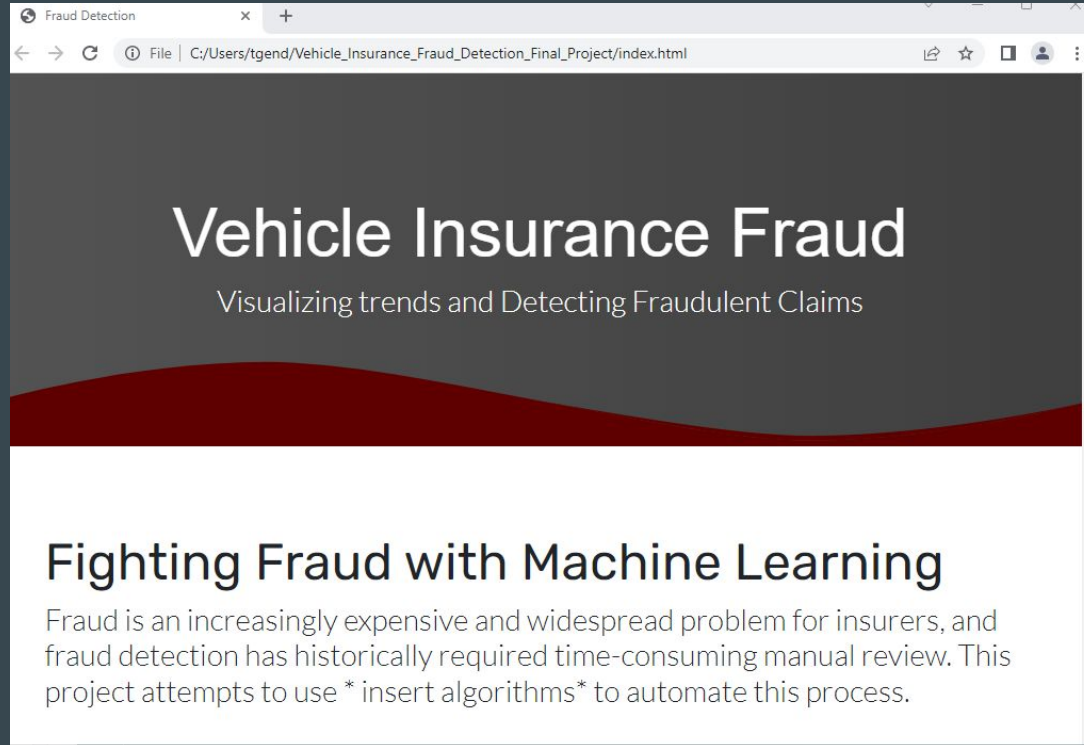 Fraud Detection
File | C:/Users/tgend/Vehicle_Insurance_Fraud_Detection_Final_Project/index.html
Vehicle Insurance Fraud
Visualizing trends and Detecting Fraudulent Claims
Fighting Fraud with Machine Learning
Fraud is an increasingly expensive and widespread problem for insurers, and
fraud detection has historically required time-consuming manual review. This
project attempts to use * insert algorithms* to automate this process.